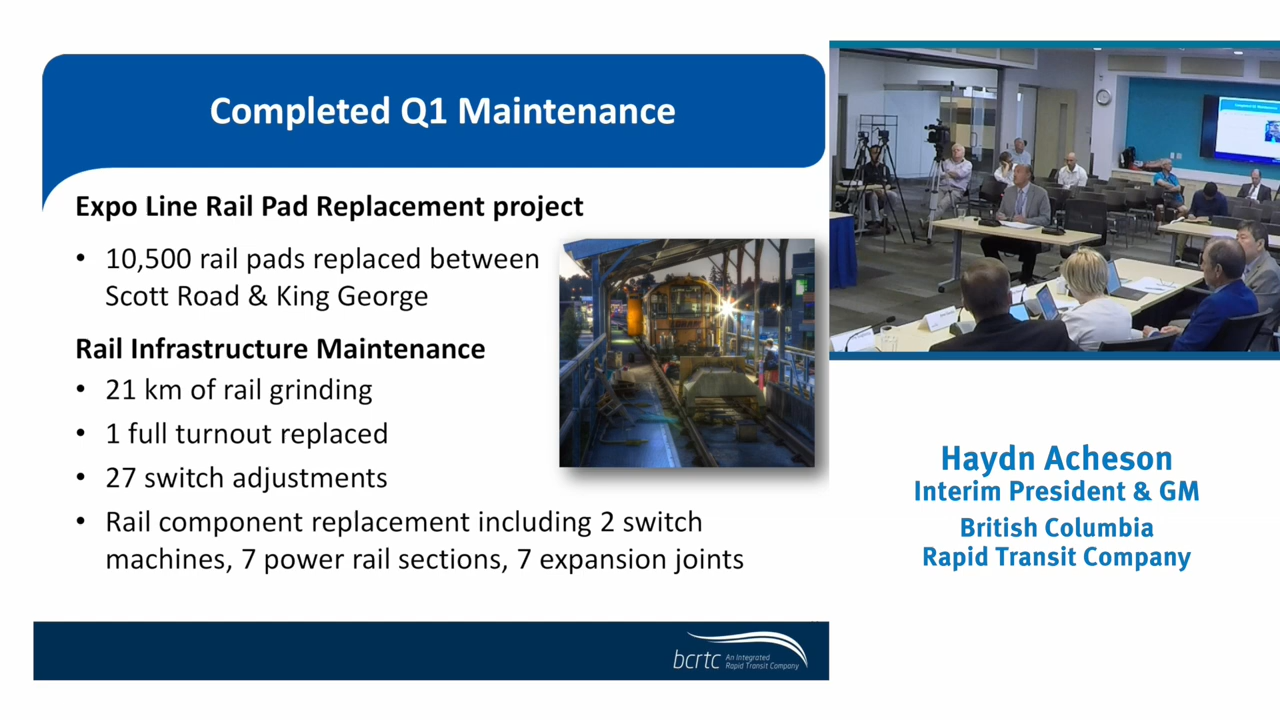 Completed Q1 Maintenance
Expo Line Rail Pad Replacement project
• 10,500 rail pads replaced between
Scott Road & King George
Rail Infrastructure Maintenance
• 21 km of rail grinding
• 1 full turnout replaced
• 27 switch adjustments
• Rail component replacement including 2 switch
machines, 7 power rail sections, 7 expansion joints
bcrtc An Integrated
Rapid Transit Company
Completed Q1 Maintenance
Haydn Acheson
Interim President & GM
British Columbia
Rapid Transit Company